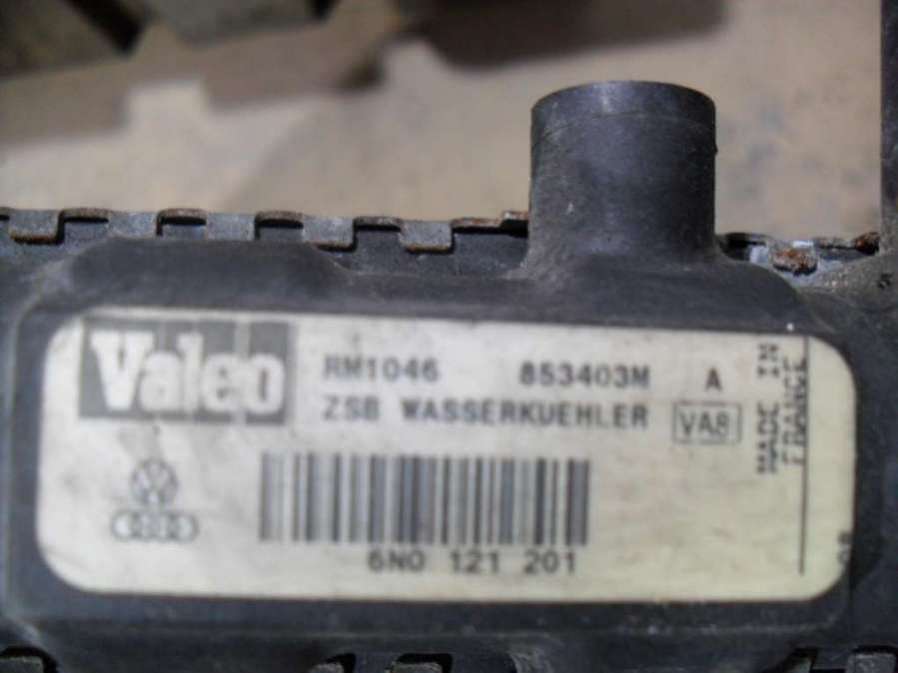 Valeo
RM1046 853403M A
ZSB WASSERKUEHLER VA8
MADE IN
FRANCE
6N0 121 201